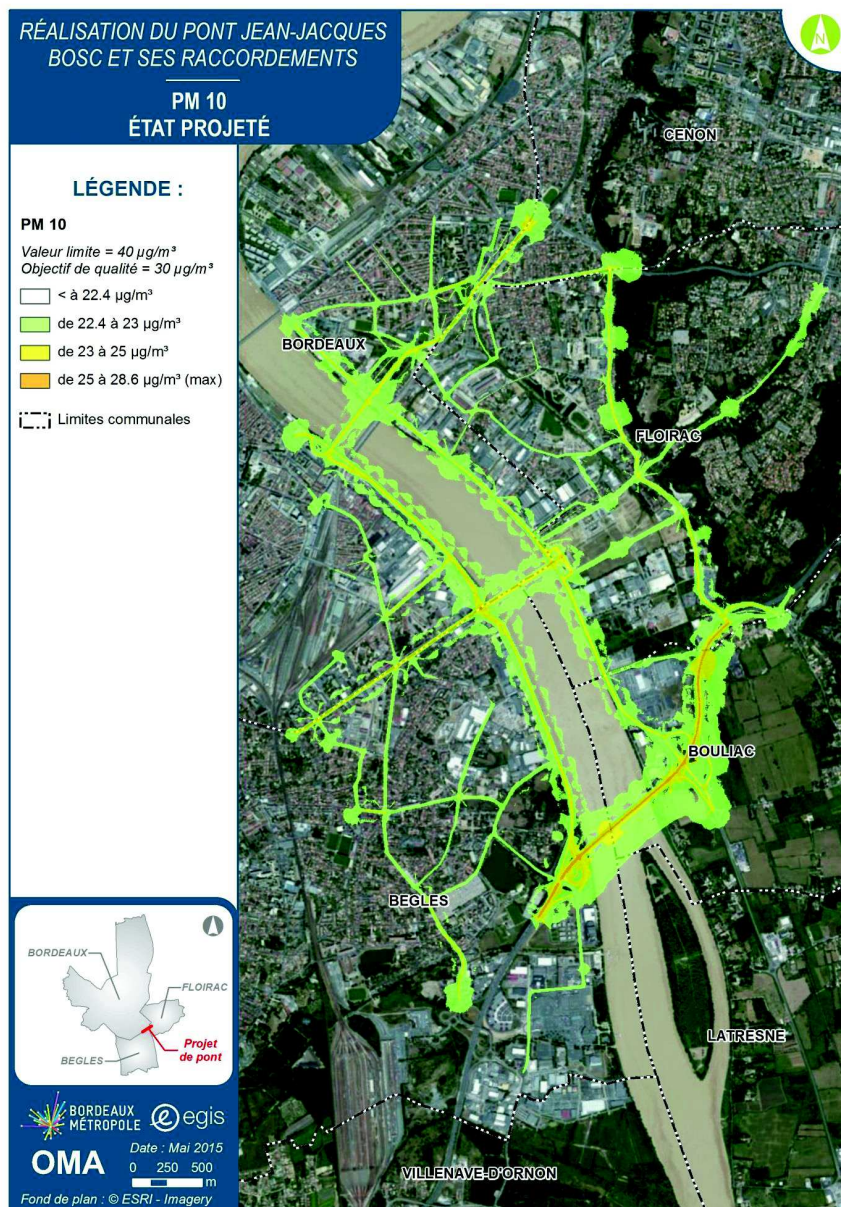 RÉALISATION DU PONT JEAN-JACQUES
BOSC ET SES RACCORDEMENTS
PM 10
ÉTAT PROJETÉ
N
LÉGENDE :
PM 10
Valeur limite = 40 µg/m³
Objectif de qualité = 30 µg/m³
< à 22.4 µg/m³
de 22.4 à 23 µg/m³
de 23 à 25 µg/m³
de 25 à 28.6 µg/m³ (max)
Limites communales
CENON
BORDEAUX
FLOIRAC
BOULIAC
BEGLES
LATRESNE
VILLENAVE-D'ORNON
BORDEAUX
FLOIRAC
BEGLES
Projet
de pont
BORDEAUX
MÉTROPOLE
egis
OMA
Date : Mai 2015
0 250 500
m
Fond de plan : © ESRI - Imagery